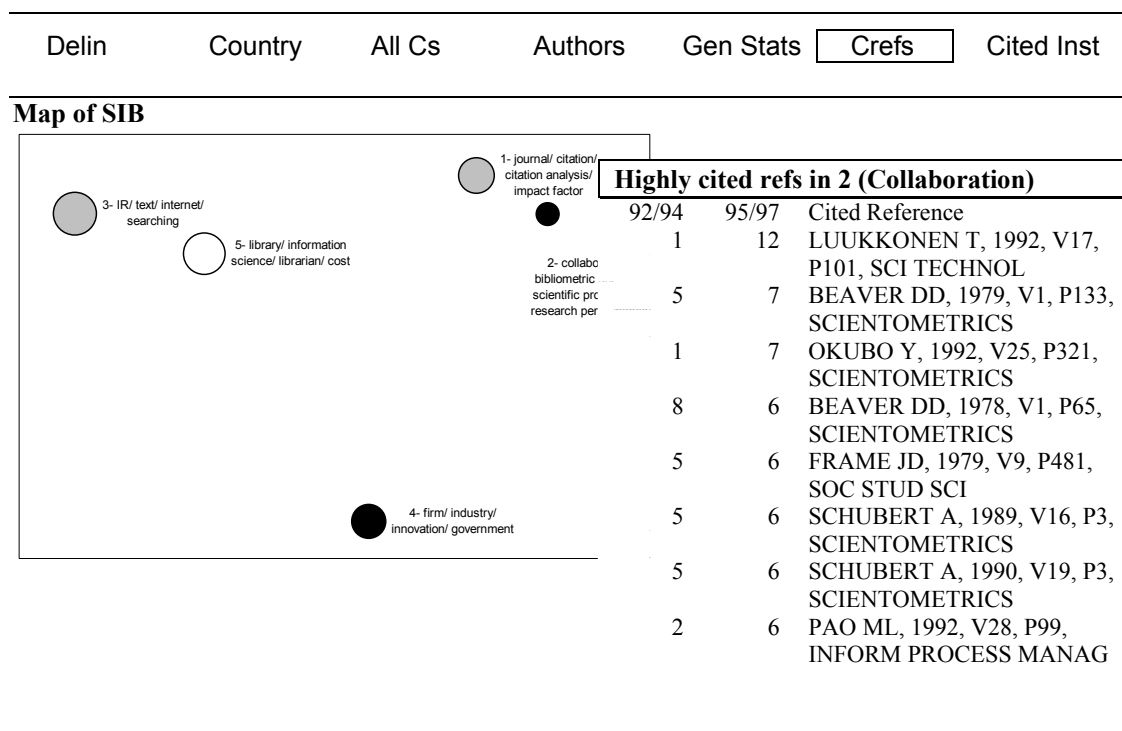 Delin Country All Cs Authors Gen Stats Crefs Cited Inst
Map of SIB
1- journal/ citation/
citation analysis/
impact factor
3- IR/ text/ internet/
searching
5- library/ information
science/ librarian/ cost
2- collabo
bibliometric
scientific pro
research per
4- firm/ industry/
innovation/ government
Highly cited refs in 2 (Collaboration)
92/94 95/97 Cited Reference
1 12 LUUKKONEN T, 1992, V17,
P101, SCI TECHNOL
5 7 BEAVER DD, 1979, V1, P133,
SCIENTOMETRICS
1 7 OKUBO Y, 1992, V25, P321,
SCIENTOMETRICS
8 6 BEAVER DD, 1978, V1, P65,
SCIENTOMETRICS
5 6 FRAME JD, 1979, V9, P481,
SOC STUD SCI
5 6 SCHUBERT A, 1989, V16, P3,
SCIENTOMETRICS
5 6 SCHUBERT A, 1990, V19, P3,
SCIENTOMETRICS
2 6 PAO ML, 1992, V28, P99,
INFORM PROCESS MANAG